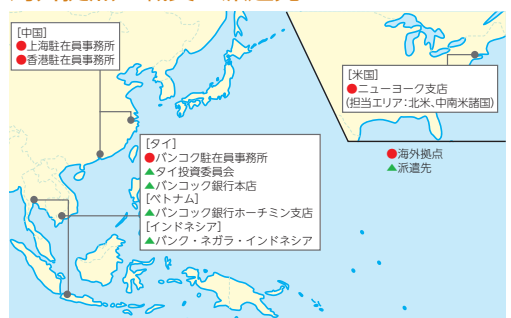 [中国]
●上海駐在員事務所
●香港駐在員事務所
[米国]
●ニューヨーク支店
(担当エリア:北米、中南米諸国)
●海外拠点
▲派遣先
[タイ]
●バンコク駐在員事務所
▲タイ投資委員会
▲バンコック銀行本店
[ベトナム]
▲バンコック銀行ホーチミン支店
[インドネシア]
▲バンク・ネガラ・インドネシア